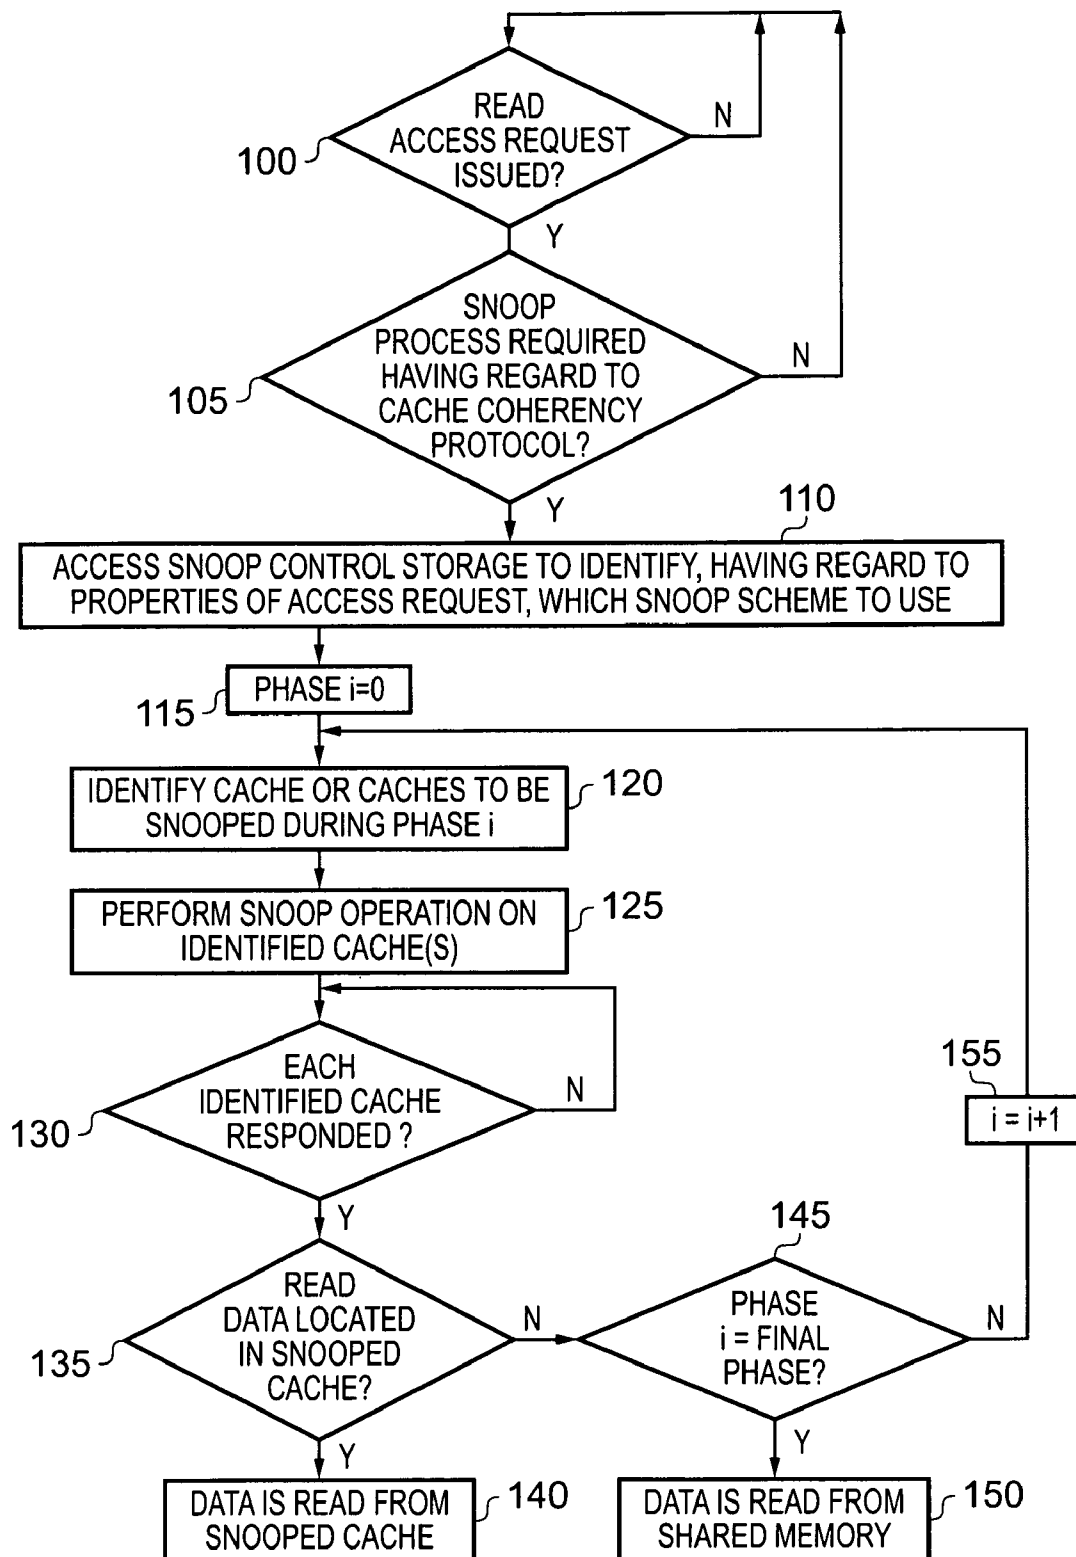 READ
ACCESS REQUEST
ISSUED?
N
100
Y
SNOOP
PROCESS REQUIRED
HAVING REGARD TO
CACHE COHERENCY
PROTOCOL?
N
105
Y
110
ACCESS SNOOP CONTROL STORAGE TO IDENTIFY, HAVING REGARD TO
PROPERTIES OF ACCESS REQUEST, WHICH SNOOP SCHEME TO USE
PHASE i=0
115
IDENTIFY CACHE OR CACHES TO BE
SNOOPED DURING PHASE i
120
PERFORM SNOOP OPERATION ON
IDENTIFIED CACHE(S)
125
EACH
IDENTIFIED CACHE
RESPONDED ?
N
130
Y
155
i = i+1
READ
DATA LOCATED
IN SNOOPED
CACHE?
N
135
Y
145
PHASE
i = FINAL
PHASE?
N
Y
DATA IS READ FROM
SNOOPED CACHE
140
DATA IS READ FROM
SHARED MEMORY
150